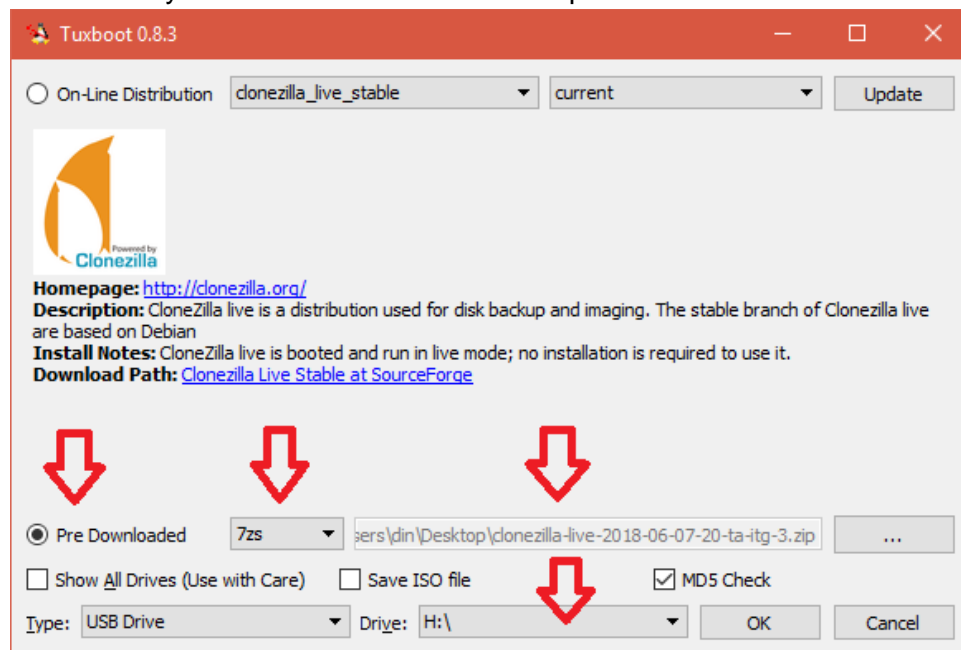 Tuxboot 0.8.3
On-Line Distribution clonezilla_live_stable current Update
Powered by
Clonezilla
Homepage: http://clonezilla.org/
Description: CloneZilla live is a distribution used for disk backup and imaging. The stable branch of Clonezilla live
are based on Debian
Install Notes: CloneZilla live is booted and run in live mode; no installation is required to use it.
Download Path: Clonezilla Live Stable at SourceForge
Pre Downloaded 7zs sers\din\Desktop\clonezilla-live-2018-06-07-20-ta-itg-3.zip ...
Show All Drives (Use with Care) Save ISO file MD5 Check
Type: USB Drive Drive: H:\ OK Cancel